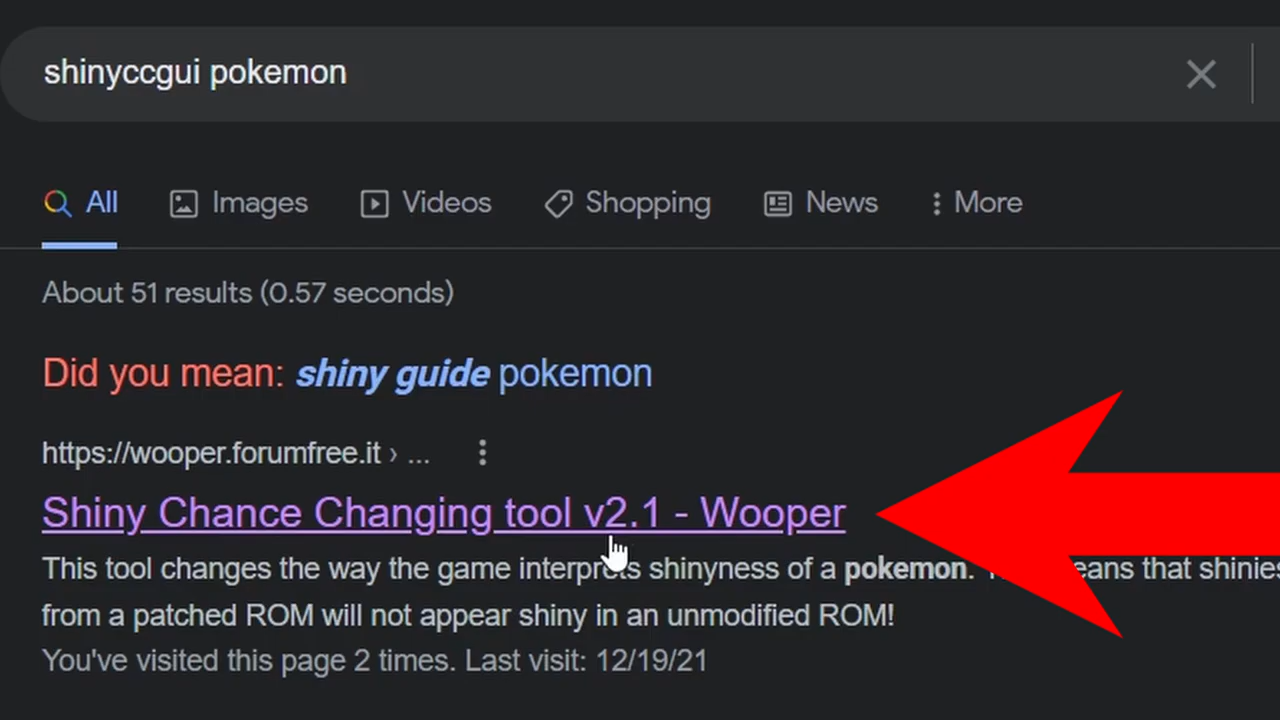 shinyccgui pokemon
All Images Videos Shopping News More
About 51 results (0.57 seconds)
Did you mean: shiny guide pokemon
https://wooper.forumfree.it › ...
Shiny Chance Changing tool v2.1 - Wooper
This tool changes the way the game interprets shinyness of a pokemon. means that shinies
from a patched ROM will not appear shiny in an unmodified ROM!
You've visited this page 2 times. Last visit: 12/19/21